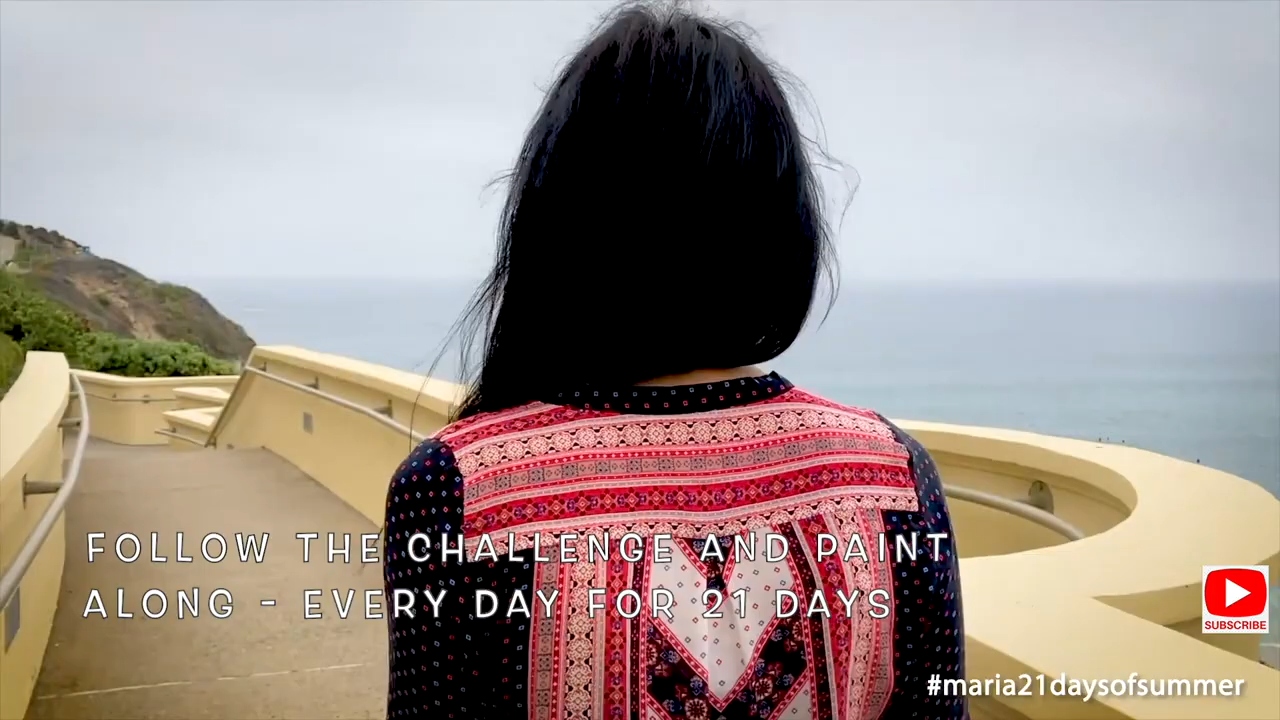 FOLLOW THE CHALLENGE AND PAINT
ALONG - EVERY DAY FOR 21 DAYS
SUBSCRIBE
#maria21daysofsummer